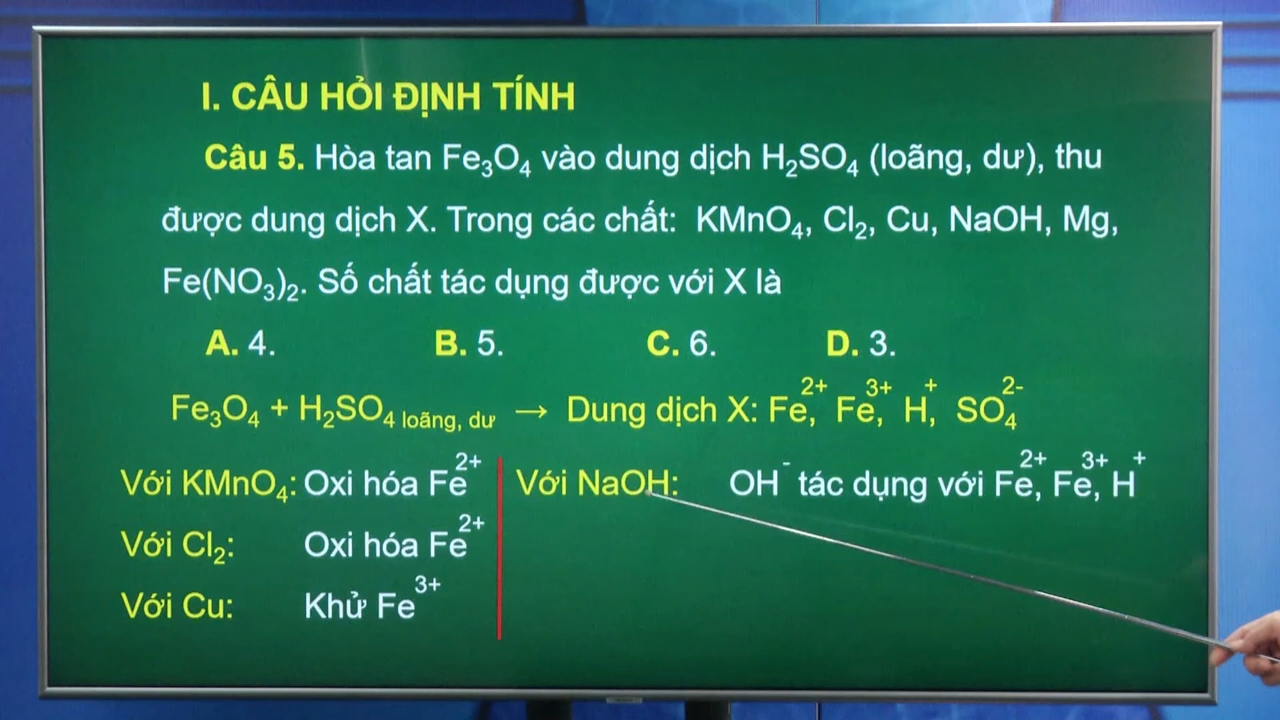 I. CÂU HỎI ĐỊNH TÍNH
Câu 5. Hòa tan Fe₃O₄ vào dung dịch H₂SO₄ (loãng, dư), thu
được dung dịch X. Trong các chất: KMnO₄, Cl₂, Cu, NaOH, Mg,
Fe(NO₃)₂. Số chất tác dụng được với X là
A. 4. B. 5. C. 6. D. 3.
Fe₃O₄ + H₂SO₄ loãng, dư → Dung dịch X: Fe²⁺, Fe³⁺, H⁺, SO₄²⁻
Với KMnO₄: Oxi hóa Fe²⁺
Với Cl₂: Oxi hóa Fe²⁺
Với Cu: Khử Fe³⁺
Với NaOH: OH⁻ tác dụng với Fe²⁺, Fe³⁺, H⁺